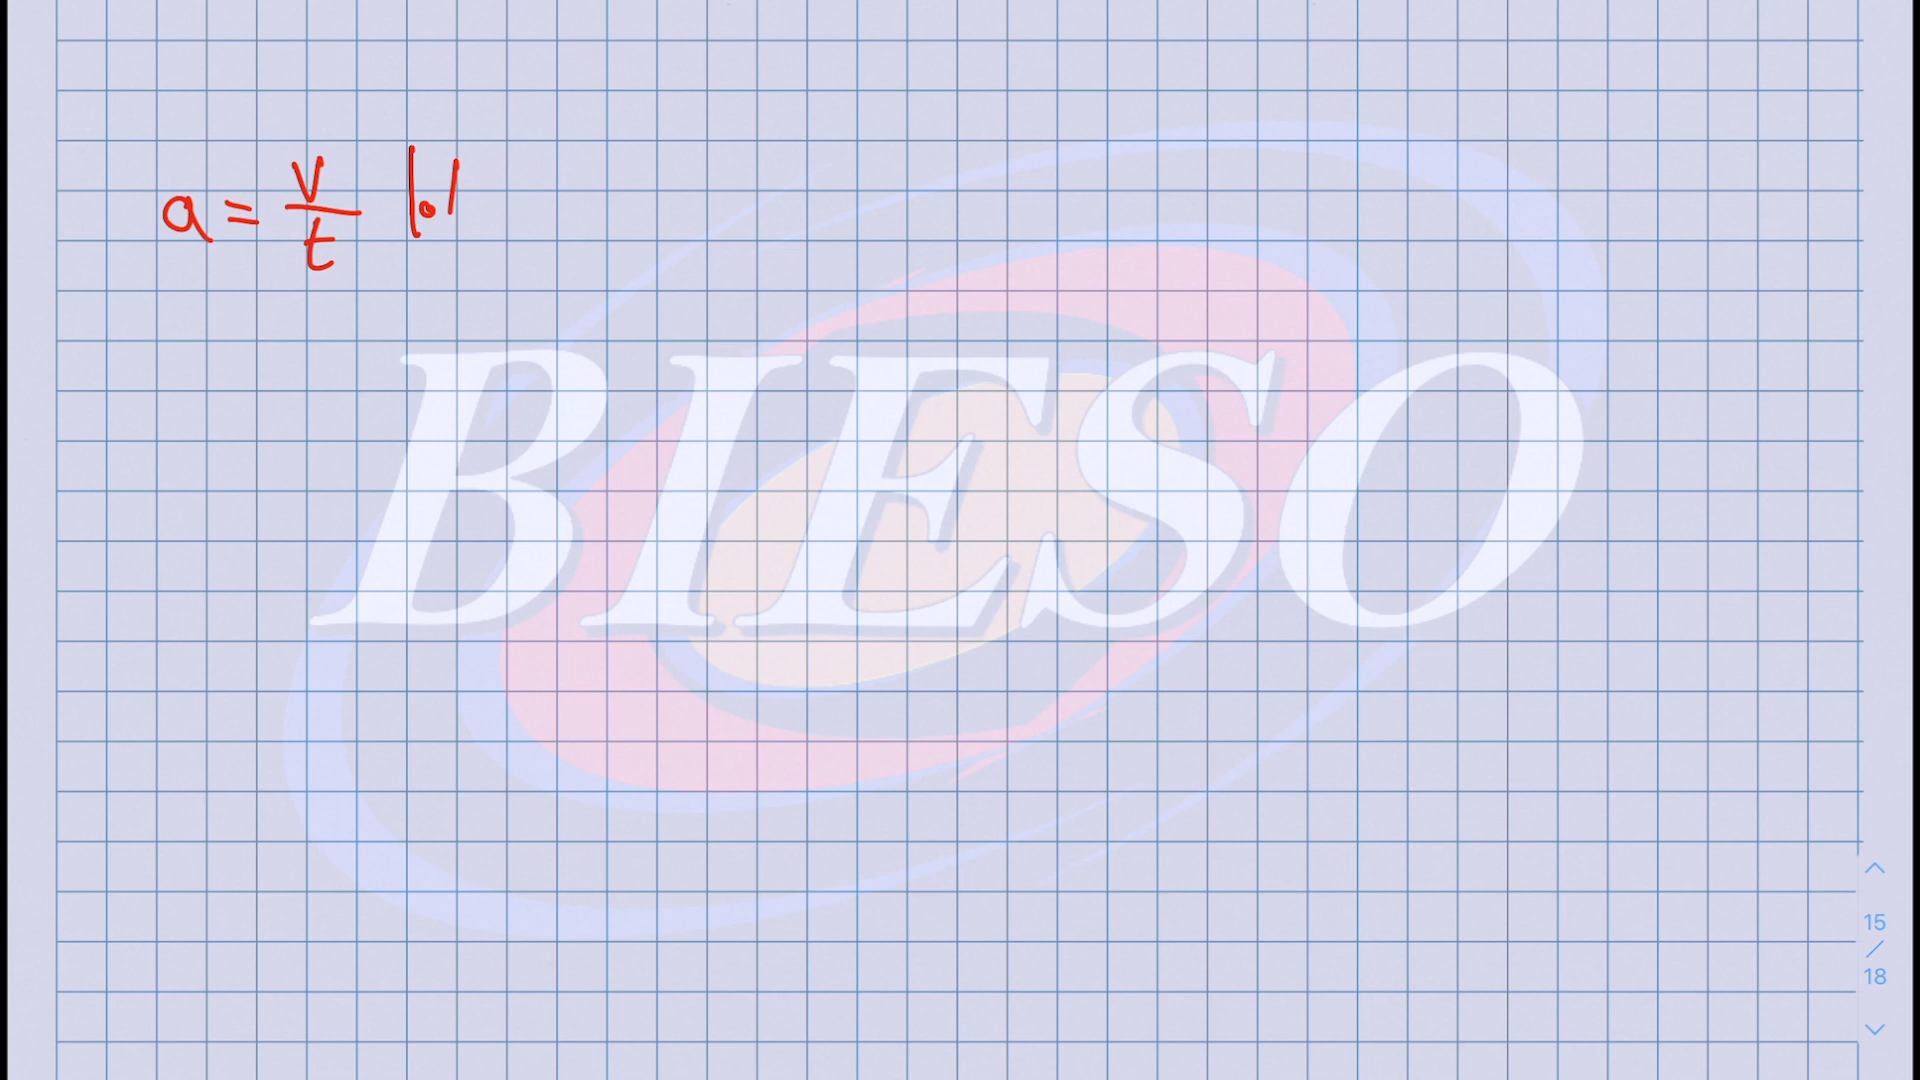 a = v/t |. /
BIESO
15
/
18